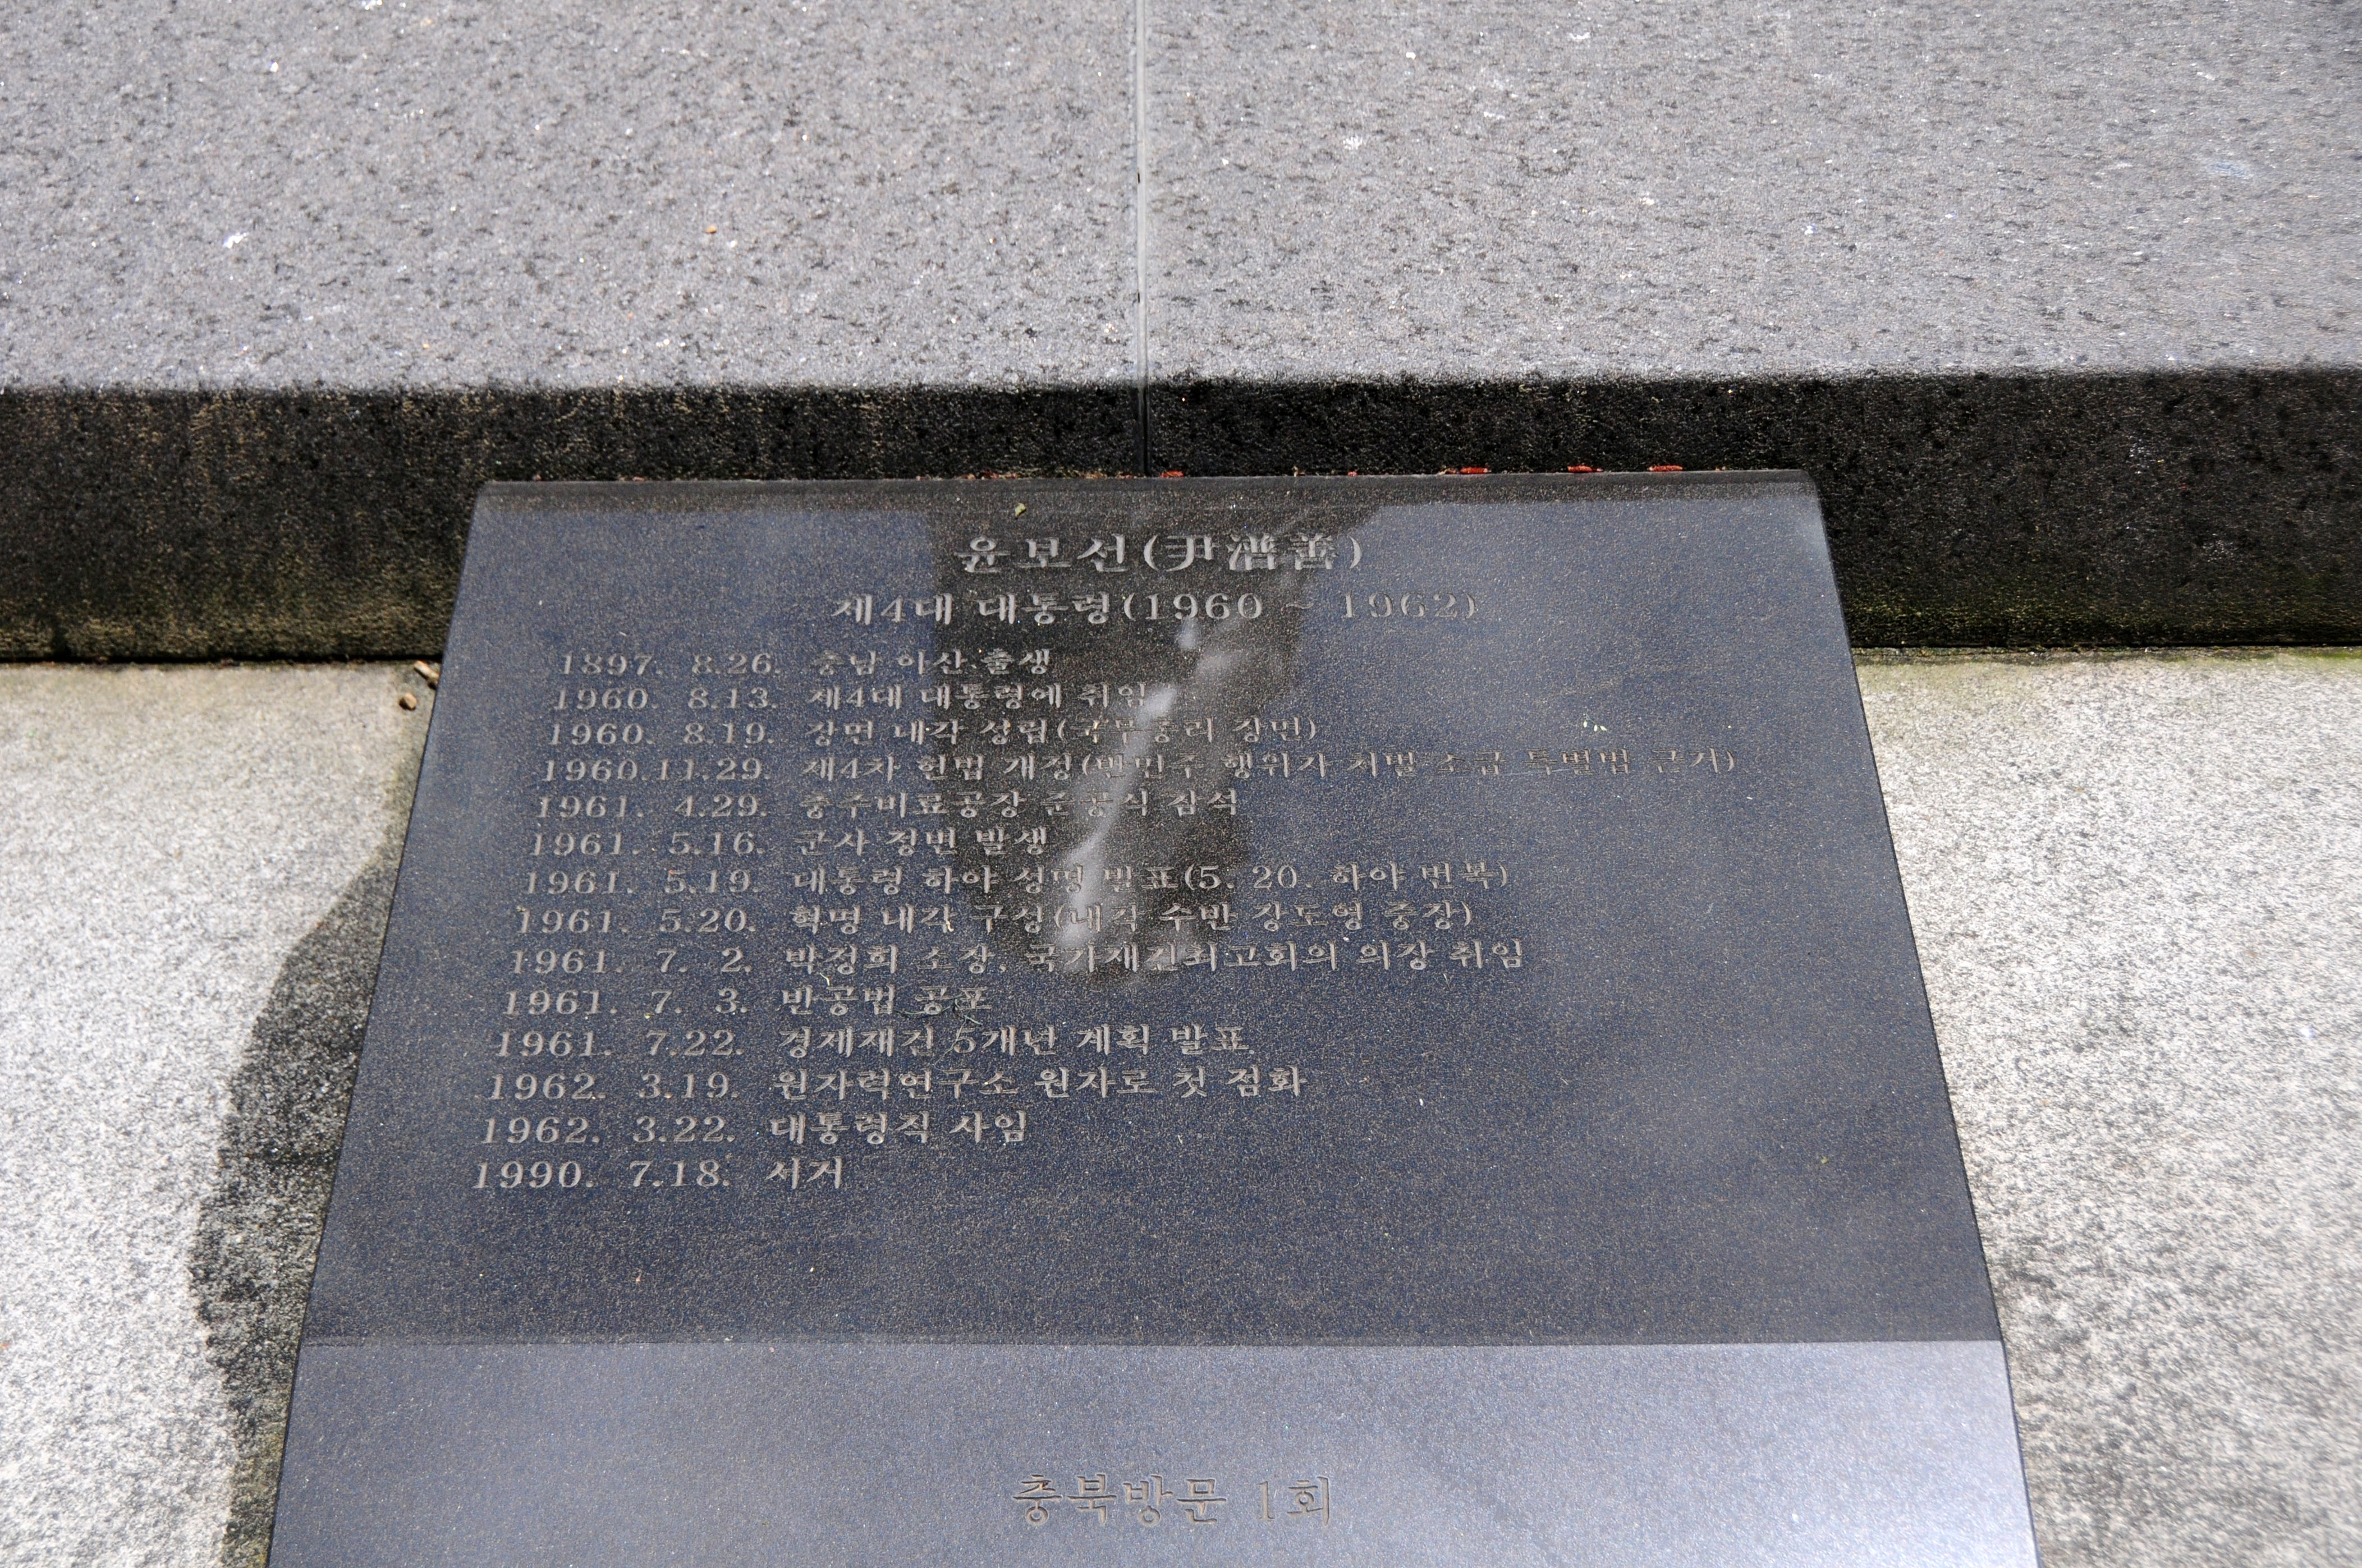 윤보선(尹潽善)
제4대 대통령(1960 ~ 1962)
1897. 8.26. 충남 아산 출생
1960. 8.13. 제4대 대통령에 취임
1960. 8.19. 장면 내각 성립(국무총리 장면)
1960.11.29. 제4차 헌법 개정(반민주 행위자 처벌 소급 특별법 근거)
1961. 4.29. 충주비료공장 준공식 참석
1961. 5.16. 군사 정변 발생
1961. 5.19. 대통령 하야 성명 발표(5. 20. 하야 번복)
1961. 5.20. 혁명 내각 구성(내각 수반 장도영 중장)
1961. 7. 2. 박정희 소장, 국가재건최고회의 의장 취임
1961. 7. 3. 반공법 공포
1961. 7.22. 경제재건 5개년 계획 발표
1962. 3.19. 원자력연구소 원자로 첫 점화
1962. 3.22. 대통령직 사임
1990. 7.18. 서거
충북방문 1회